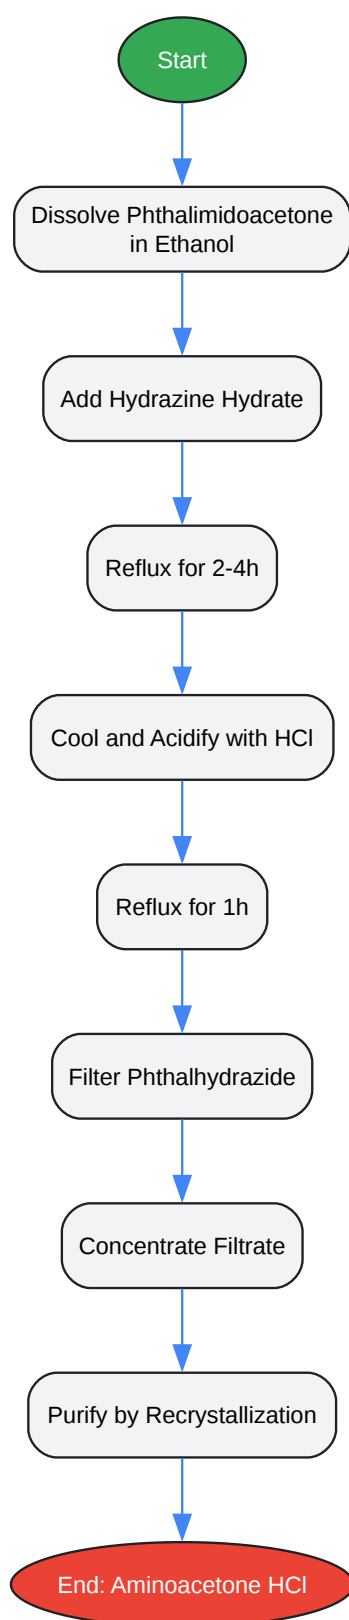 Start
Dissolve Phthalimidoacetone
in Ethanol
Add Hydrazine Hydrate
Reflux for 2-4h
Cool and Acidify with HCl
Reflux for 1h
Filter Phthalhydrazide
Concentrate Filtrate
Purify by Recrystallization
End: Aminoacetone HCl